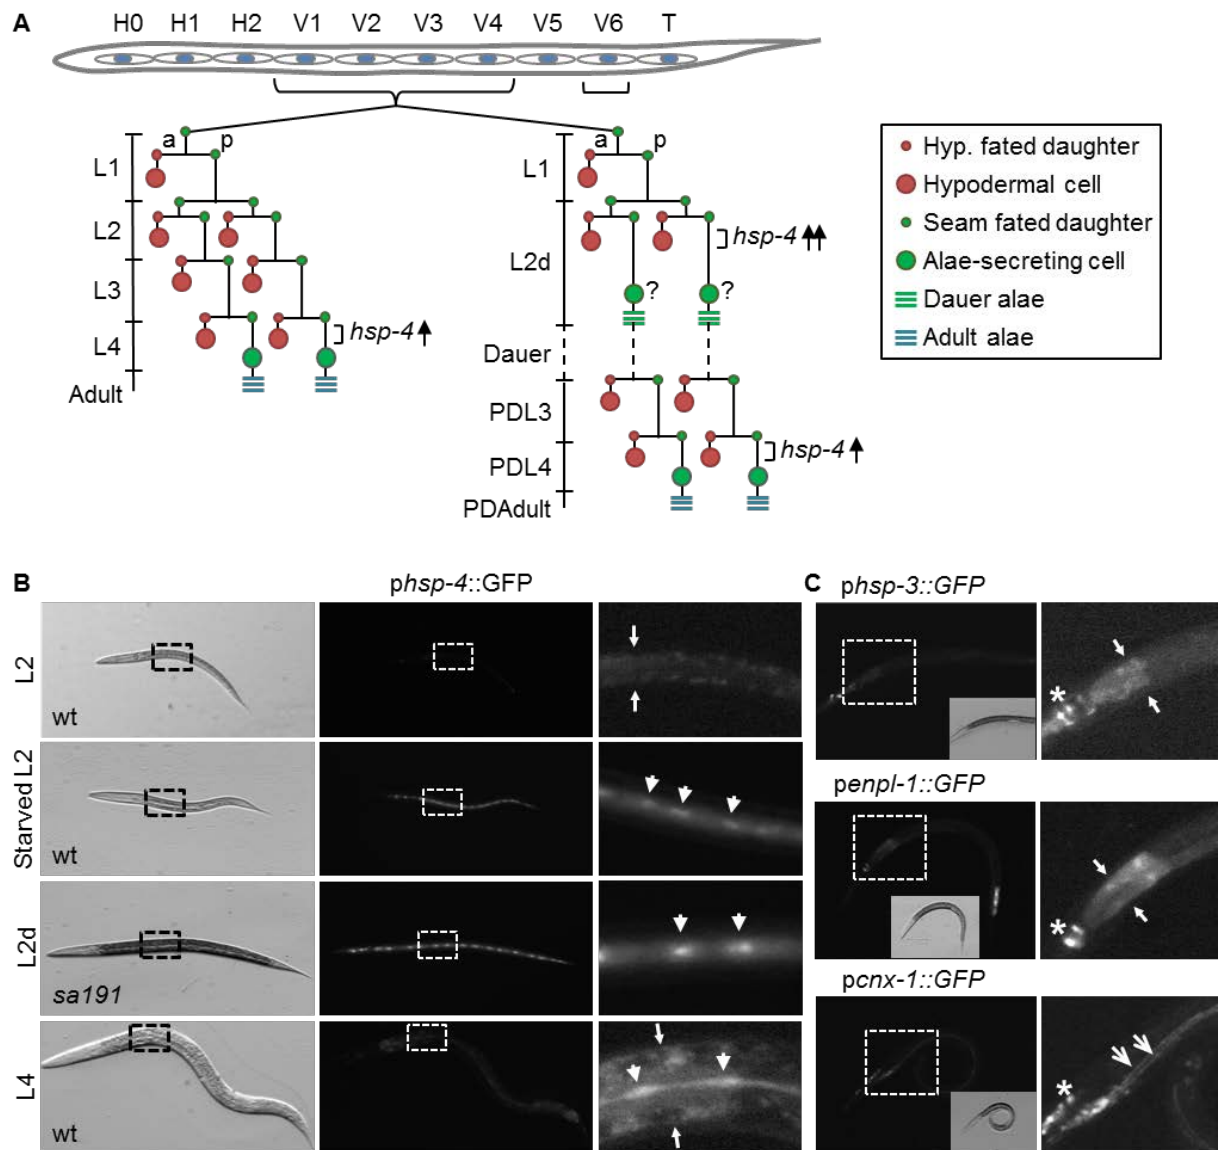 A
H0 H1 H2 V1 V2 V3 V4 V5 V6 T
a p
a p
L1
L2
L3
L4
Adult
hsp-4
L1
L2d
Dauer
PDL3
PDL4
PDAdult
hsp-4
? ?
hsp-4
Hyp. fated daughter
Hypodermal cell
Seam fated daughter
Alae-secreting cell
Dauer alae
Adult alae
B
phsp-4::GFP
L2
wt
Starved L2
wt
L2d
sa191
L4
wt
C
phsp-3::GFP
*
penpl-1::GFP
*
pcnx-1::GFP
*